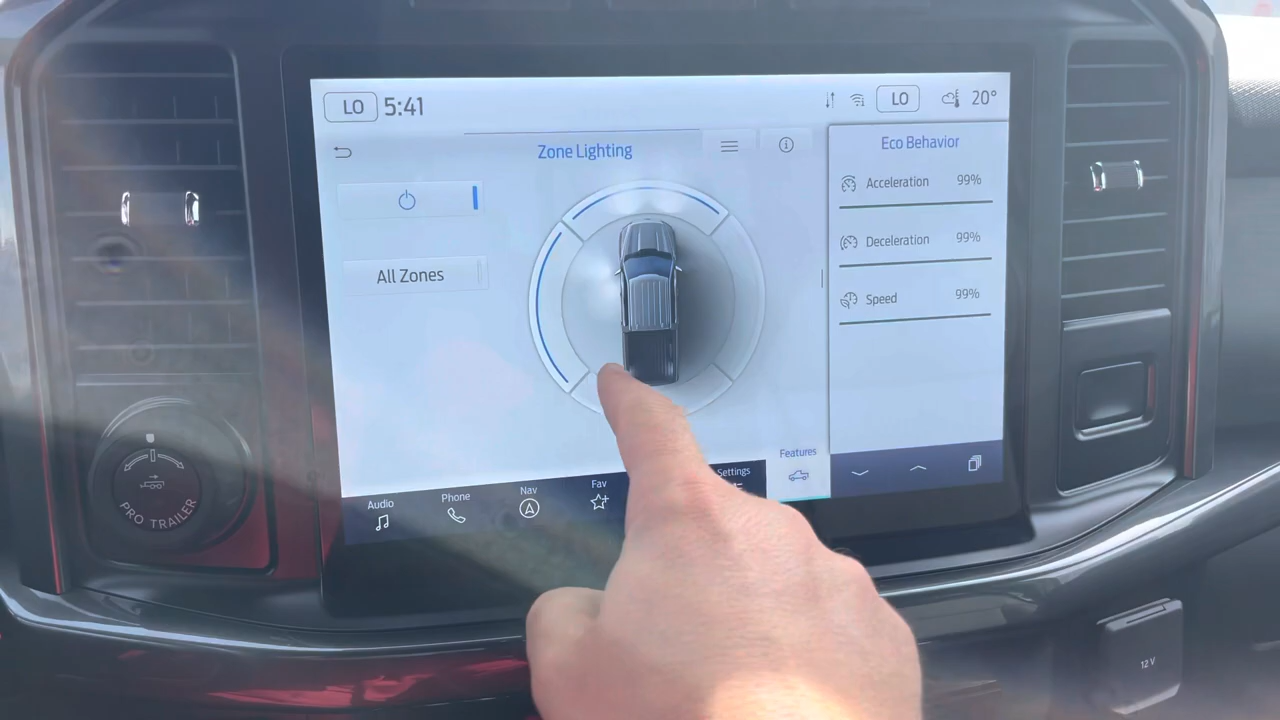 LO 5:41 LO 20°
Zone Lighting
Eco Behavior
Acceleration 99%
Deceleration 99%
Speed 99%
All Zones
Audio Phone Nav Fav Settings Features
PRO TRAILER
12 V